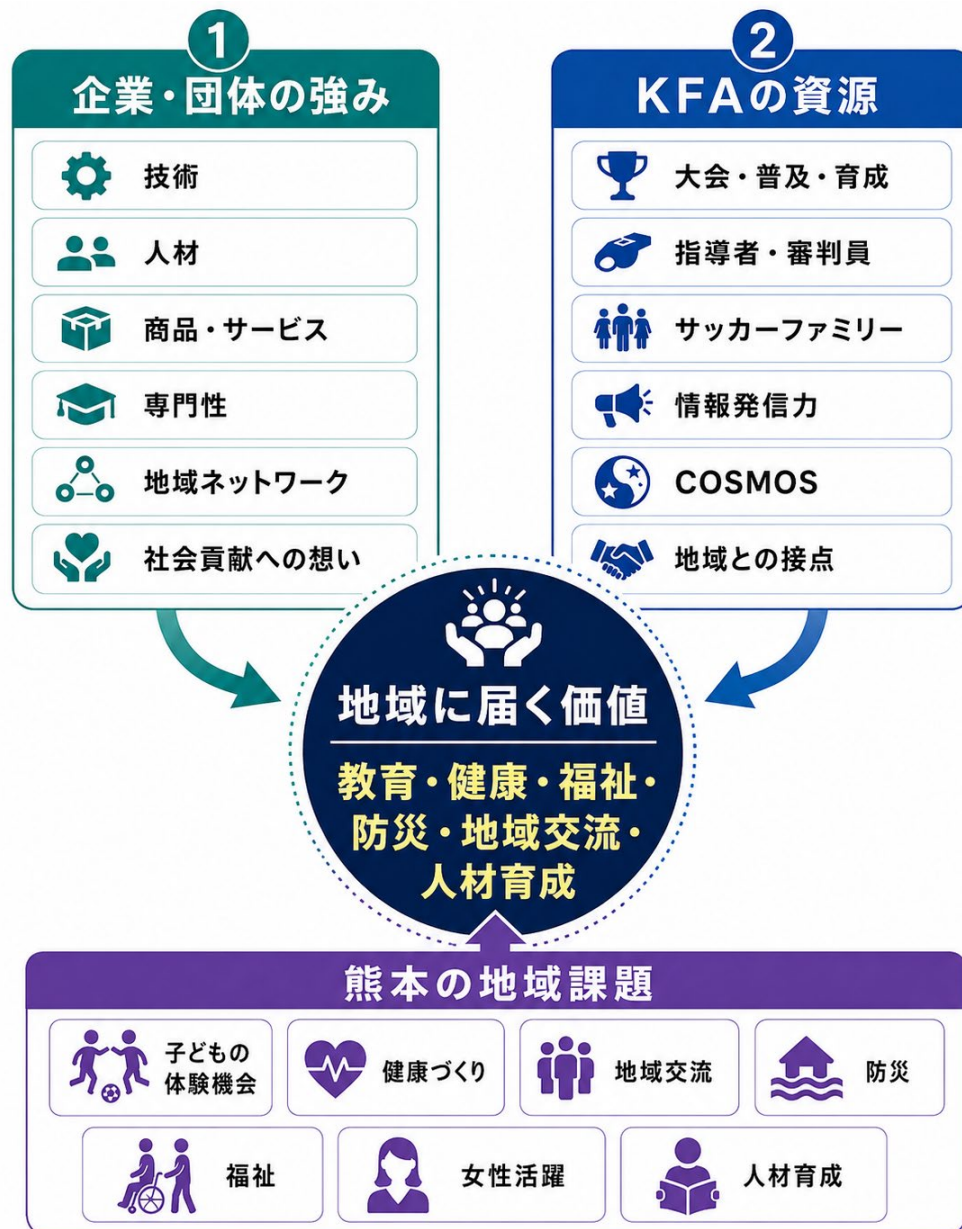 1
企業・団体の強み
技術
人材
商品・サービス
専門性
地域ネットワーク
社会貢献への想い
2
KFAの資源
大会・普及・育成
指導者・審判員
サッカーファミリー
情報発信力
COSMOS
地域との接点
地域に届く価値
教育・健康・福祉・
防災・地域交流・
人材育成
熊本の地域課題
子どもの
体験機会
健康づくり
地域交流
防災
福祉
女性活躍
人材育成